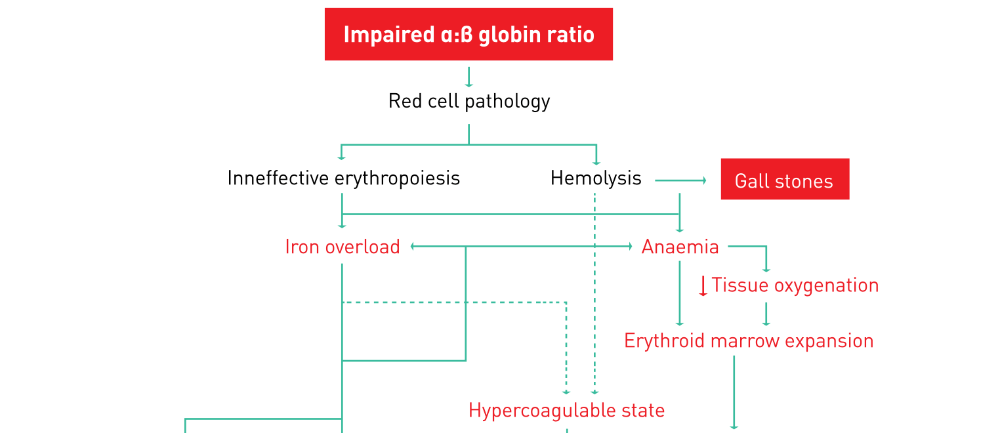 Impaired α:ß globin ratio
Red cell pathology
Inneffective erythropoiesis
Hemolysis
Gall stones
Iron overload
Anaemia
↓ Tissue oxygenation
Erythroid marrow expansion
Hypercoagulable state